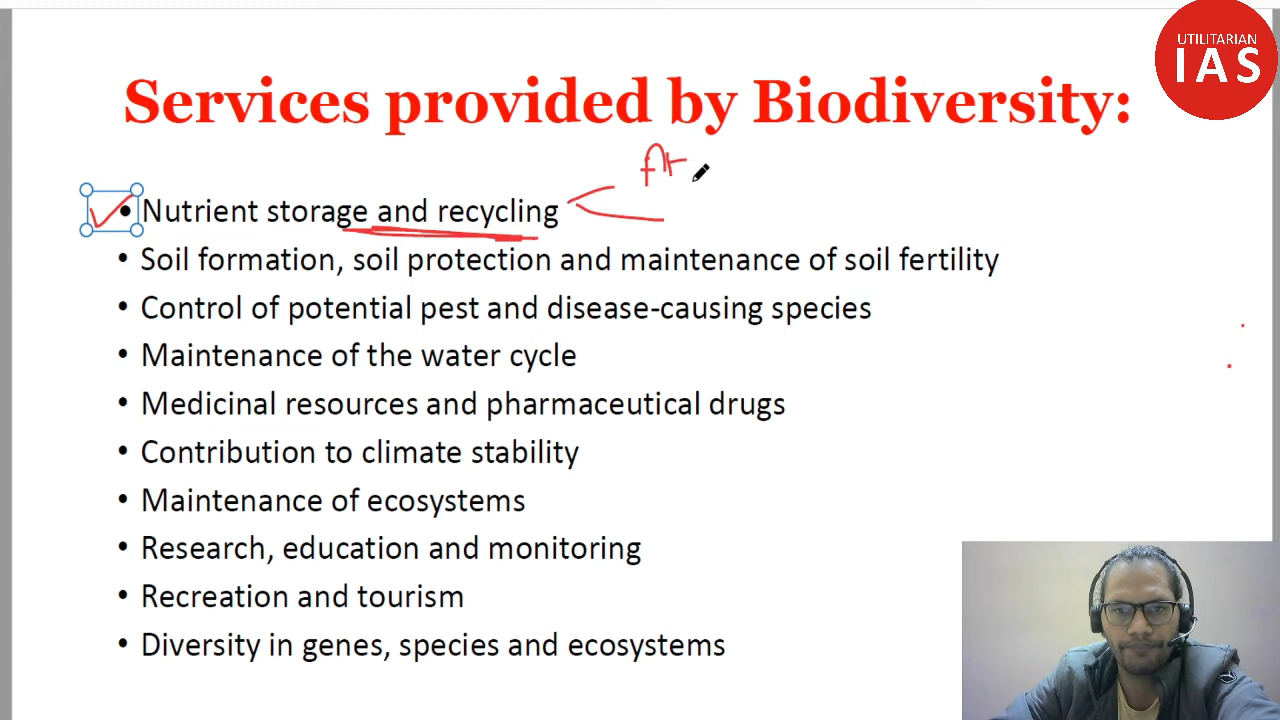 UTILITARIAN
IAS
Services provided by Biodiversity:
• Nutrient storage and recycling
• Soil formation, soil protection and maintenance of soil fertility
• Control of potential pest and disease-causing species
• Maintenance of the water cycle
• Medicinal resources and pharmaceutical drugs
• Contribution to climate stability
• Maintenance of ecosystems
• Research, education and monitoring
• Recreation and tourism
• Diversity in genes, species and ecosystems